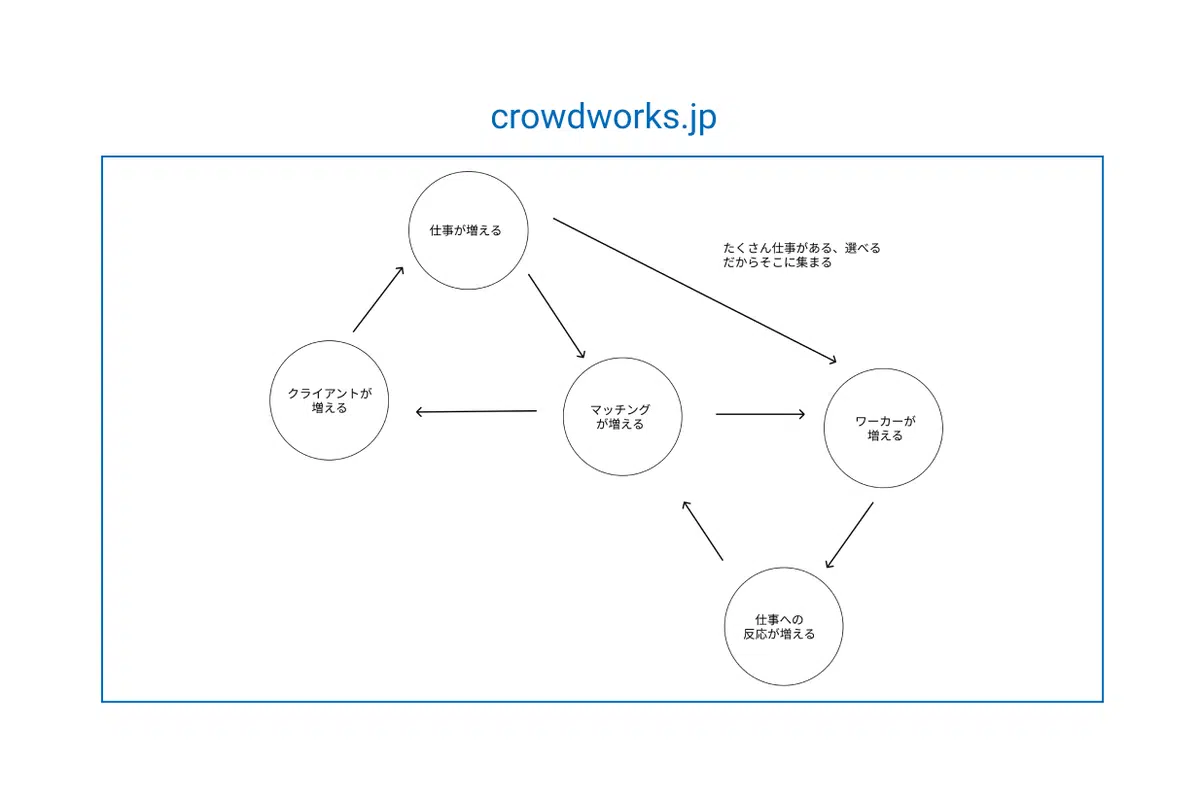 crowdworks.jp
仕事が増える
たくさん仕事がある、選べる
だからそこに集まる
クライアントが
増える
マッチング
が増える
ワーカーが
増える
仕事への
反応が増える